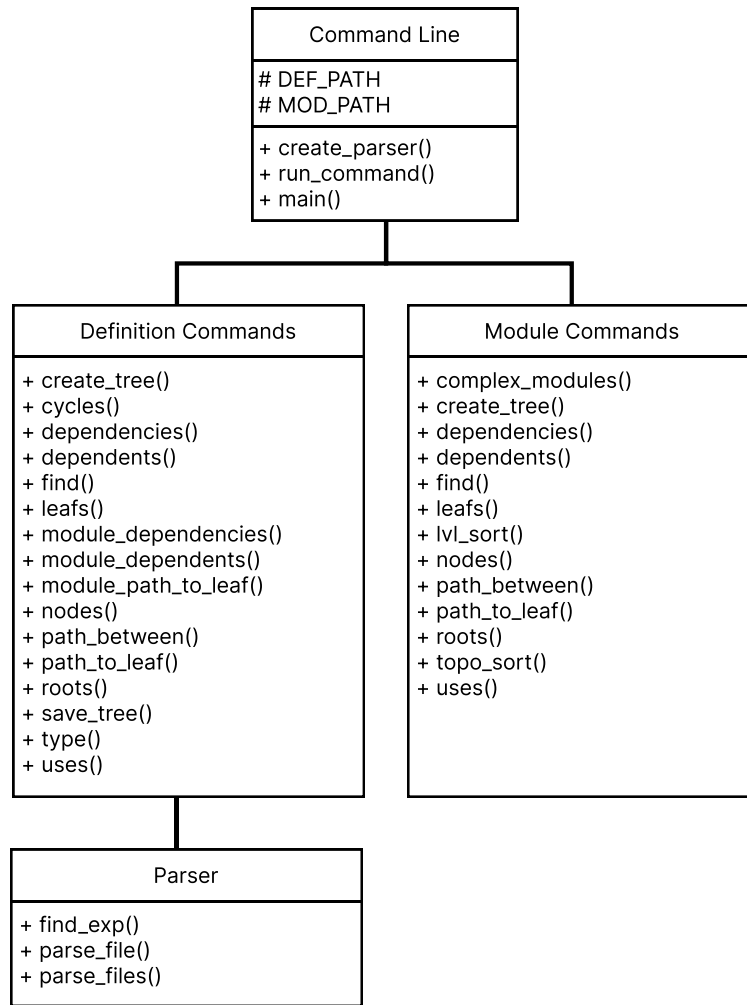 Command Line
# DEF_PATH
# MOD_PATH
+ create_parser()
+ run_command()
+ main()
Definition Commands
+ create_tree()
+ cycles()
+ dependencies()
+ dependents()
+ find()
+ leafs()
+ module_dependencies()
+ module_dependents()
+ module_path_to_leaf()
+ nodes()
+ path_between()
+ path_to_leaf()
+ roots()
+ save_tree()
+ type()
+ uses()
Module Commands
+ complex_modules()
+ create_tree()
+ dependencies()
+ dependents()
+ find()
+ leafs()
+ lvl_sort()
+ nodes()
+ path_between()
+ path_to_leaf()
+ roots()
+ topo_sort()
+ uses()
Parser
+ find_exp()
+ parse_file()
+ parse_files()